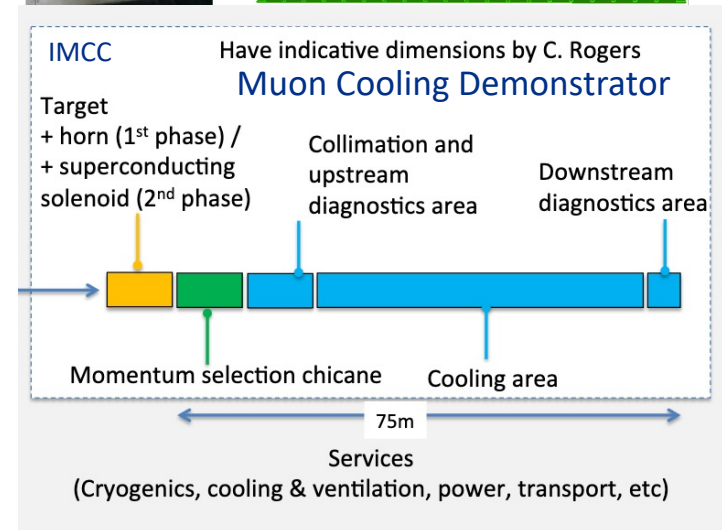 IMCC
Have indicative dimensions by C. Rogers
Muon Cooling Demonstrator
Target
+ horn (1st phase) /
+ superconducting
solenoid (2nd phase)
Collimation and
upstream
diagnostics area
Downstream
diagnostics area
Momentum selection chicane
Cooling area
75m
Services
(Cryogenics, cooling & ventilation, power, transport, etc)